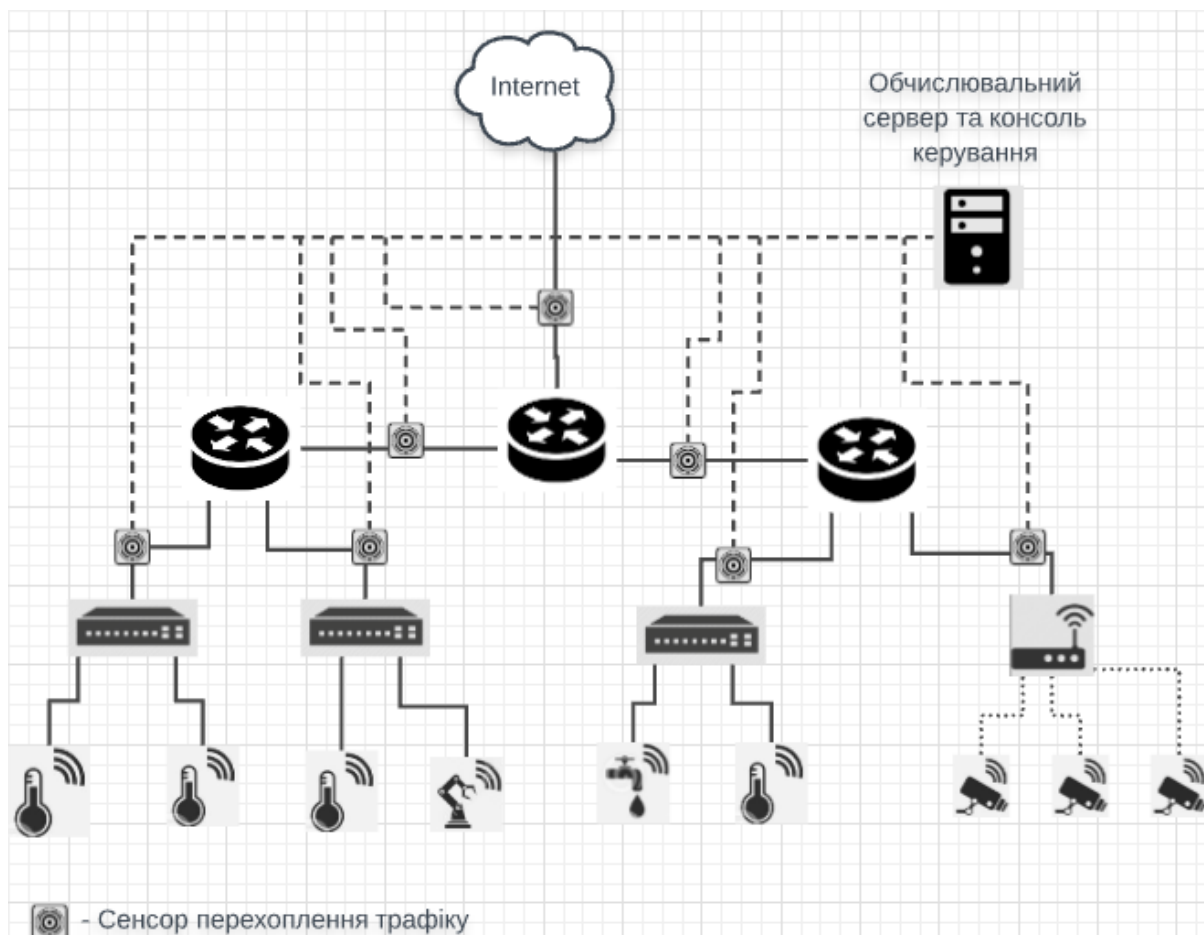 Internet
Обчислювальний
сервер та консоль
керування
- Сенсор перехоплення трафіку